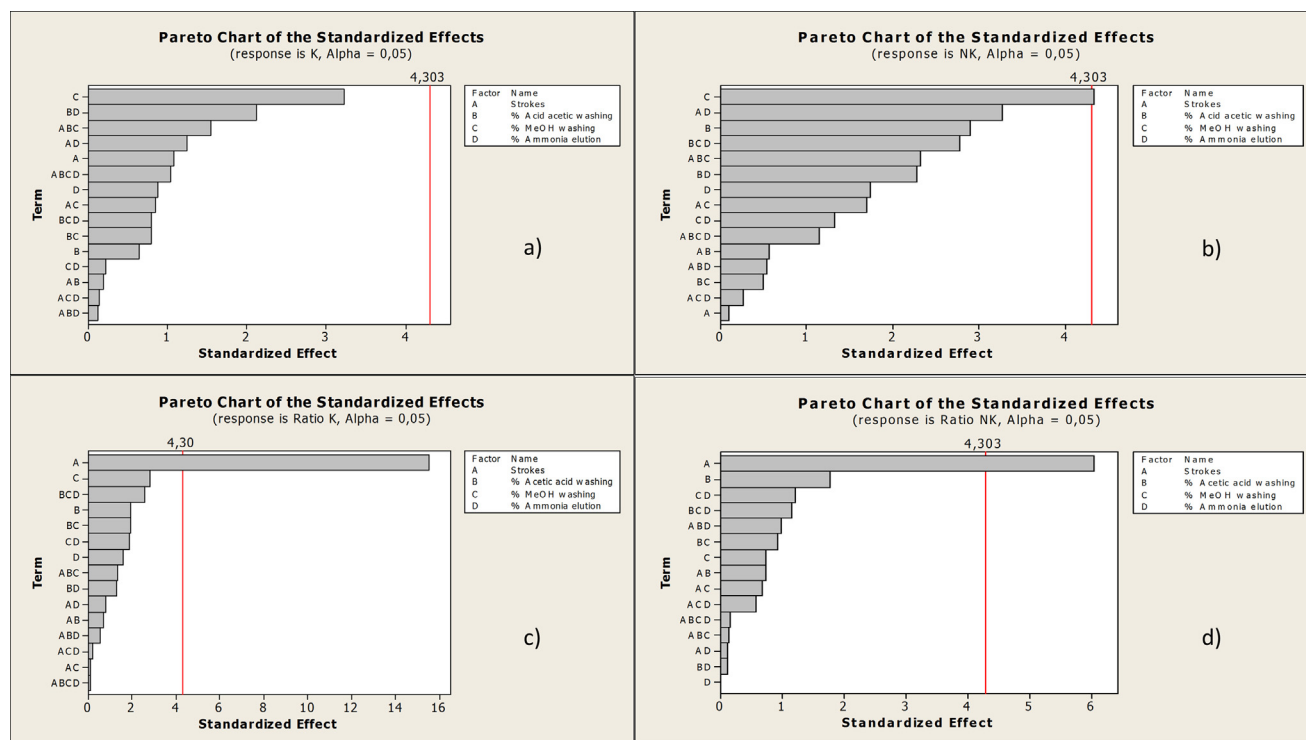 Pareto Chart of the Standardized Effects
(response is K, Alpha = 0,05)
4,303
Factor Name
A Strokes
B % Acid acetic washing
C % MeOH washing
D % Ammonia elution
Term
C
BD
ABC
AD
A
ABCD
D
AC
BCD
BC
B
CD
AB
ACD
ABD
a)
0 1 2 3 4
Standardized Effect
Pareto Chart of the Standardized Effects
(response is NK, Alpha = 0,05)
4,303
Factor Name
A Strokes
B % Acid acetic washing
C % MeOH washing
D % Ammonia elution
Term
C
AD
B
BCD
ABC
BD
D
AC
CD
ABCD
AB
ABD
BC
ACD
A
b)
0 1 2 3 4
Standardized Effect
Pareto Chart of the Standardized Effects
(response is Ratio K, Alpha = 0,05)
4,30
Factor Name
A Strokes
B % Acetic acid washing
C % MeOH washing
D % Ammonia elution
Term
A
C
BCD
B
BC
CD
D
ABC
BD
AD
AB
ABD
ACD
AC
ABCD
c)
0 2 4 6 8 10 12 14 16
Standardized Effect
Pareto Chart of the Standardized Effects
(response is Ratio NK, Alpha = 0,05)
4,303
Factor Name
A Strokes
B % Acetic acid washing
C % MeOH washing
D % Ammonia elution
Term
A
B
CD
BCD
ABD
BC
C
AB
AC
ACD
ABCD
ABC
AD
BD
D
d)
0 1 2 3 4 5 6
Standardized Effect